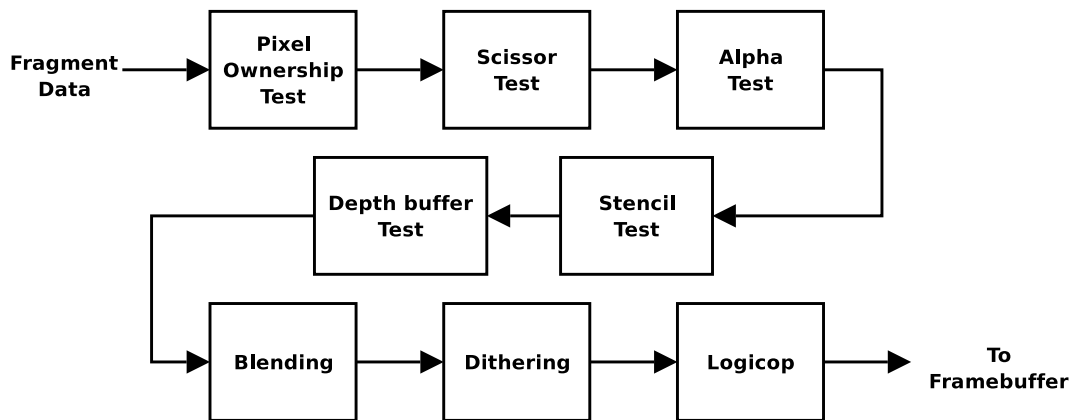 Fragment
Data
Pixel
Ownership
Test
Scissor
Test
Alpha
Test
Stencil
Test
Depth buffer
Test
Blending
Dithering
Logicop
To
Framebuffer